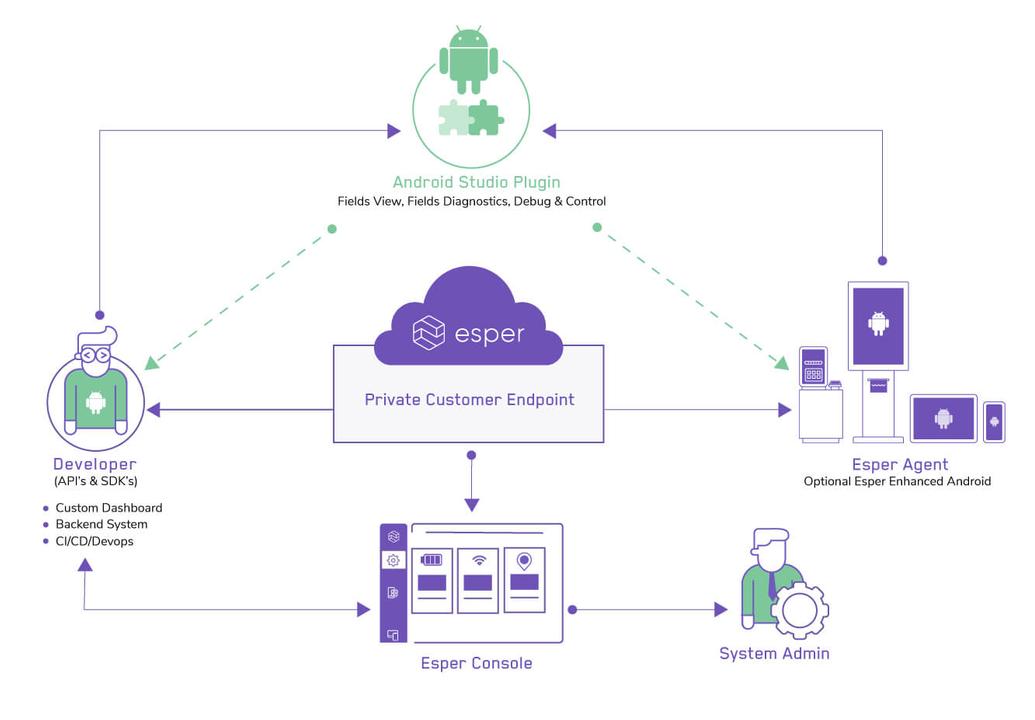 Android Studio Plugin
Fields View, Fields Diagnostics, Debug & Control
esper
Private Customer Endpoint
Developer
(API's & SDK's)
Custom Dashboard
Backend System
CI/CD/Devops
Esper Agent
Optional Esper Enhanced Android
Esper Console
System Admin